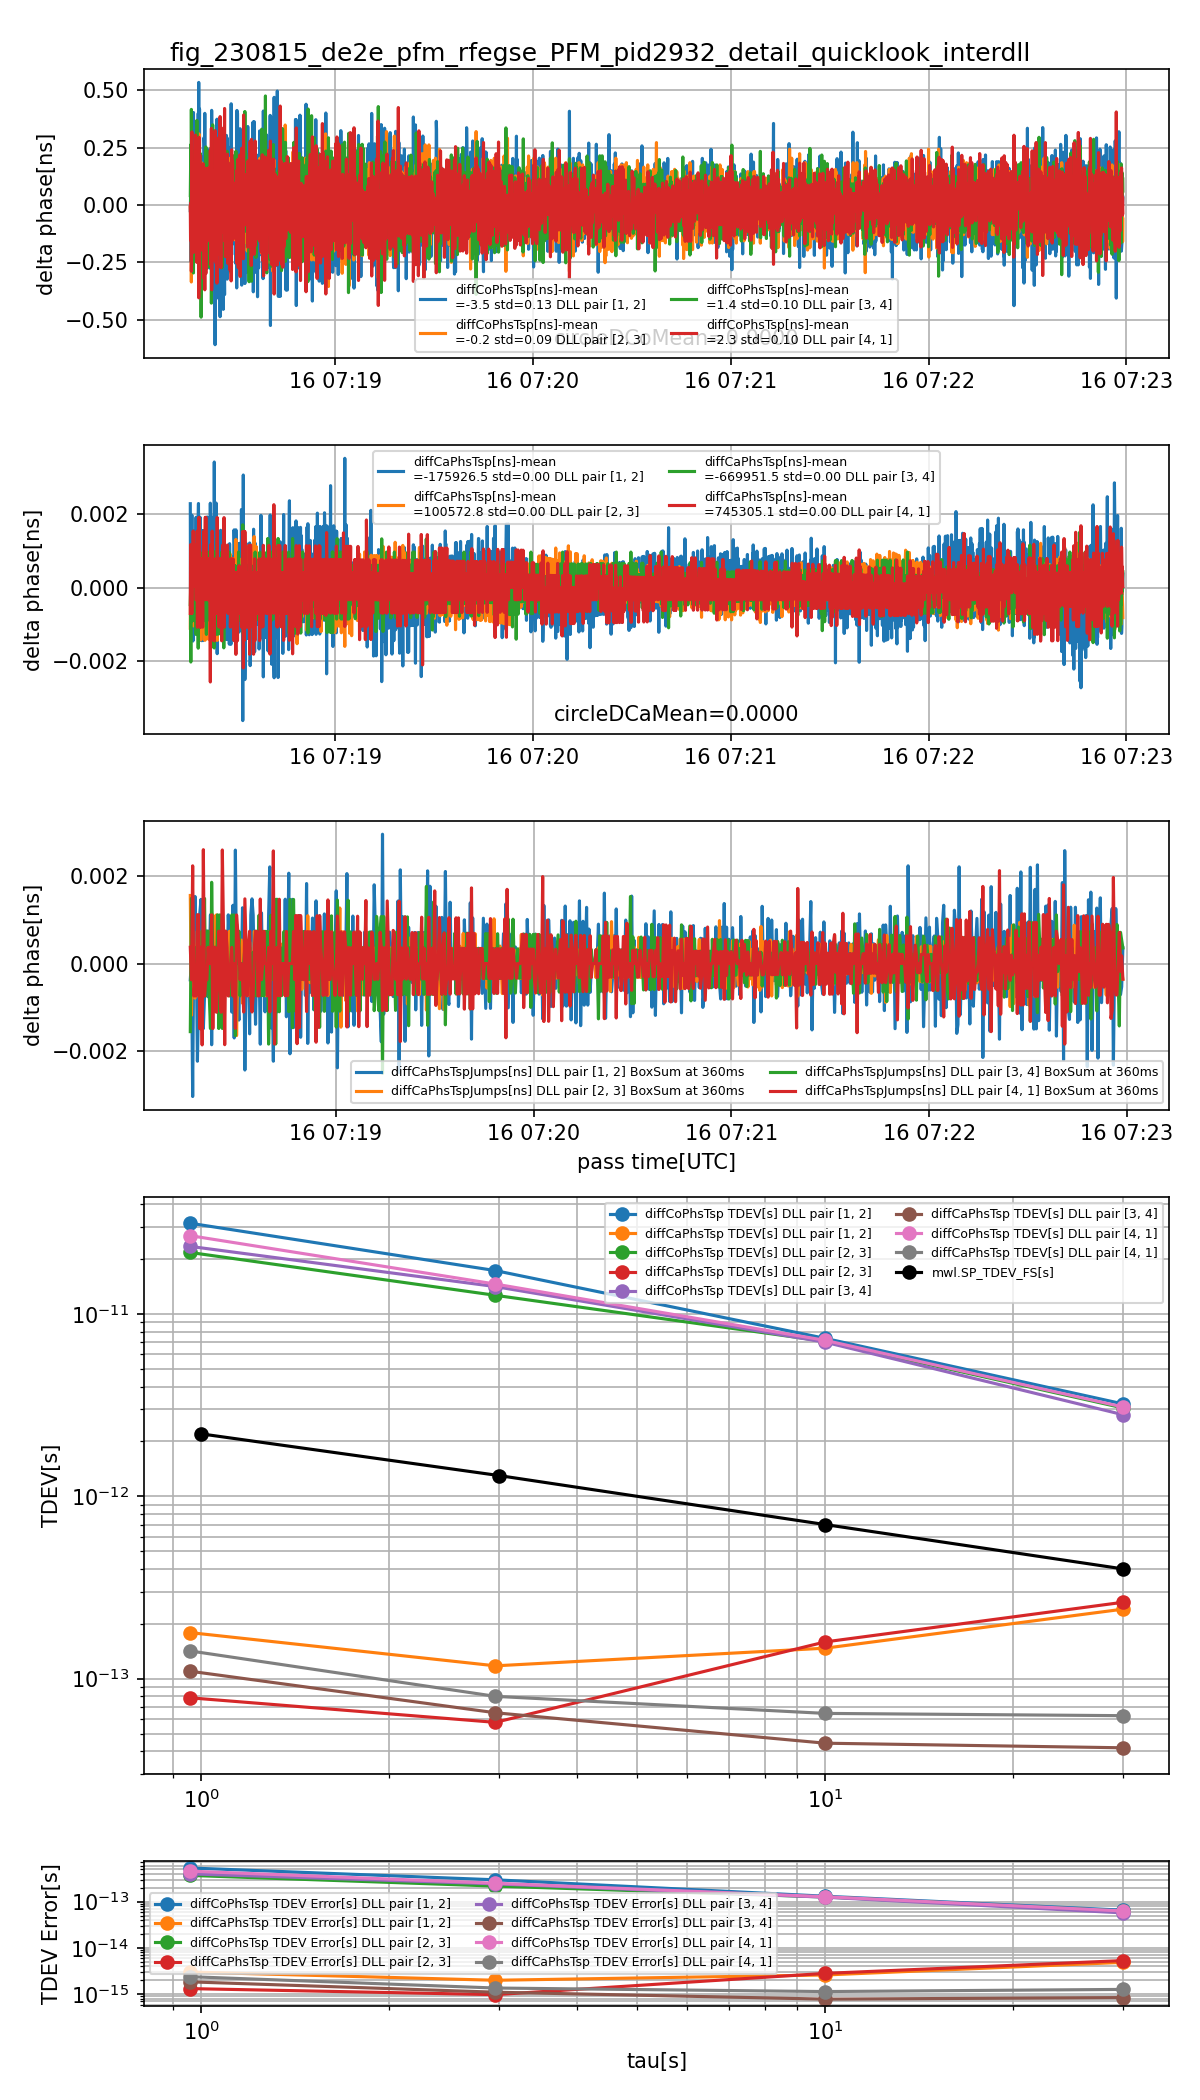 fig_230815_de2e_pfm_rfegse_PFM_pid2932_detail_quicklook_interdll
delta phase[ns]
0.50
0.25
0.00
−0.25
−0.50
diffCoPhsTsp[ns]-mean
=-3.5 std=0.13 DLL pair [1, 2]
diffCoPhsTsp[ns]-mean
=-0.2 std=0.09 DLL pair [2, 3]
diffCoPhsTsp[ns]-mean
=1.4 std=0.10 DLL pair [3, 4]
diffCoPhsTsp[ns]-mean
=2.3 std=0.10 DLL pair [4, 1]
circleDCoMean=0.0000
16 07:19 16 07:20 16 07:21 16 07:22 16 07:23
delta phase[ns]
0.002
0.000
−0.002
diffCaPhsTsp[ns]-mean
=-175926.5 std=0.00 DLL pair [1, 2]
diffCaPhsTsp[ns]-mean
=100572.8 std=0.00 DLL pair [2, 3]
diffCaPhsTsp[ns]-mean
=-669951.5 std=0.00 DLL pair [3, 4]
diffCaPhsTsp[ns]-mean
=745305.1 std=0.00 DLL pair [4, 1]
circleDCaMean=0.0000
16 07:19 16 07:20 16 07:21 16 07:22 16 07:23
delta phase[ns]
0.002
0.000
−0.002
diffCaPhsTspJumps[ns] DLL pair [1, 2] BoxSum at 360ms
diffCaPhsTspJumps[ns] DLL pair [2, 3] BoxSum at 360ms
diffCaPhsTspJumps[ns] DLL pair [3, 4] BoxSum at 360ms
diffCaPhsTspJumps[ns] DLL pair [4, 1] BoxSum at 360ms
16 07:19 16 07:20 16 07:21 16 07:22 16 07:23
pass time[UTC]
TDEV[s]
10⁻¹¹
10⁻¹²
10⁻¹³
diffCoPhsTsp TDEV[s] DLL pair [1, 2]
diffCaPhsTsp TDEV[s] DLL pair [1, 2]
diffCoPhsTsp TDEV[s] DLL pair [2, 3]
diffCaPhsTsp TDEV[s] DLL pair [2, 3]
diffCoPhsTsp TDEV[s] DLL pair [3, 4]
diffCaPhsTsp TDEV[s] DLL pair [3, 4]
diffCoPhsTsp TDEV[s] DLL pair [4, 1]
diffCaPhsTsp TDEV[s] DLL pair [4, 1]
mwl.SP_TDEV_FS[s]
10⁰ 10¹
TDEV Error[s]
10⁻¹³
10⁻¹⁴
10⁻¹⁵
diffCoPhsTsp TDEV Error[s] DLL pair [1, 2]
diffCaPhsTsp TDEV Error[s] DLL pair [1, 2]
diffCoPhsTsp TDEV Error[s] DLL pair [2, 3]
diffCaPhsTsp TDEV Error[s] DLL pair [2, 3]
diffCoPhsTsp TDEV Error[s] DLL pair [3, 4]
diffCaPhsTsp TDEV Error[s] DLL pair [3, 4]
diffCoPhsTsp TDEV Error[s] DLL pair [4, 1]
diffCaPhsTsp TDEV Error[s] DLL pair [4, 1]
10⁰ 10¹
tau[s]